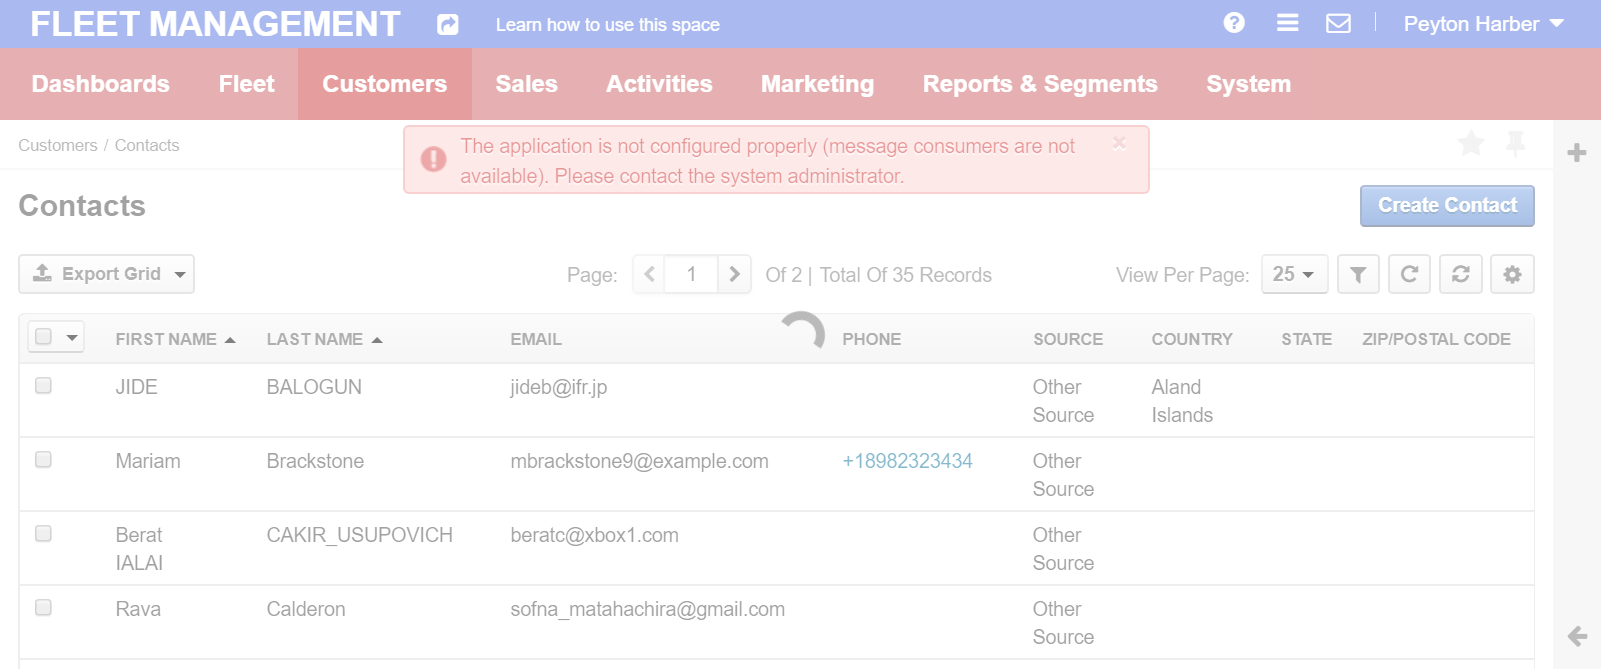 FLEET MANAGEMENT
Learn how to use this space
Peyton Harber
Dashboards Fleet Customers Sales Activities Marketing Reports & Segments System
Customers / Contacts
The application is not configured properly (message consumers are not
available). Please contact the system administrator.
Contacts
Create Contact
Export Grid
Page: 1 Of 2 | Total Of 35 Records
View Per Page: 25
FIRST NAME LAST NAME EMAIL PHONE SOURCE COUNTRY STATE ZIP/POSTAL CODE
JIDE BALOGUN jideb@ifr.jp Other Aland
Source Islands
Mariam Brackstone mbrackstone9@example.com +18982323434 Other
Source
Berat CAKIR_USUPOVICH beratc@xbox1.com Other
IALAI Source
Rava Calderon sofna_matahachira@gmail.com Other
Source